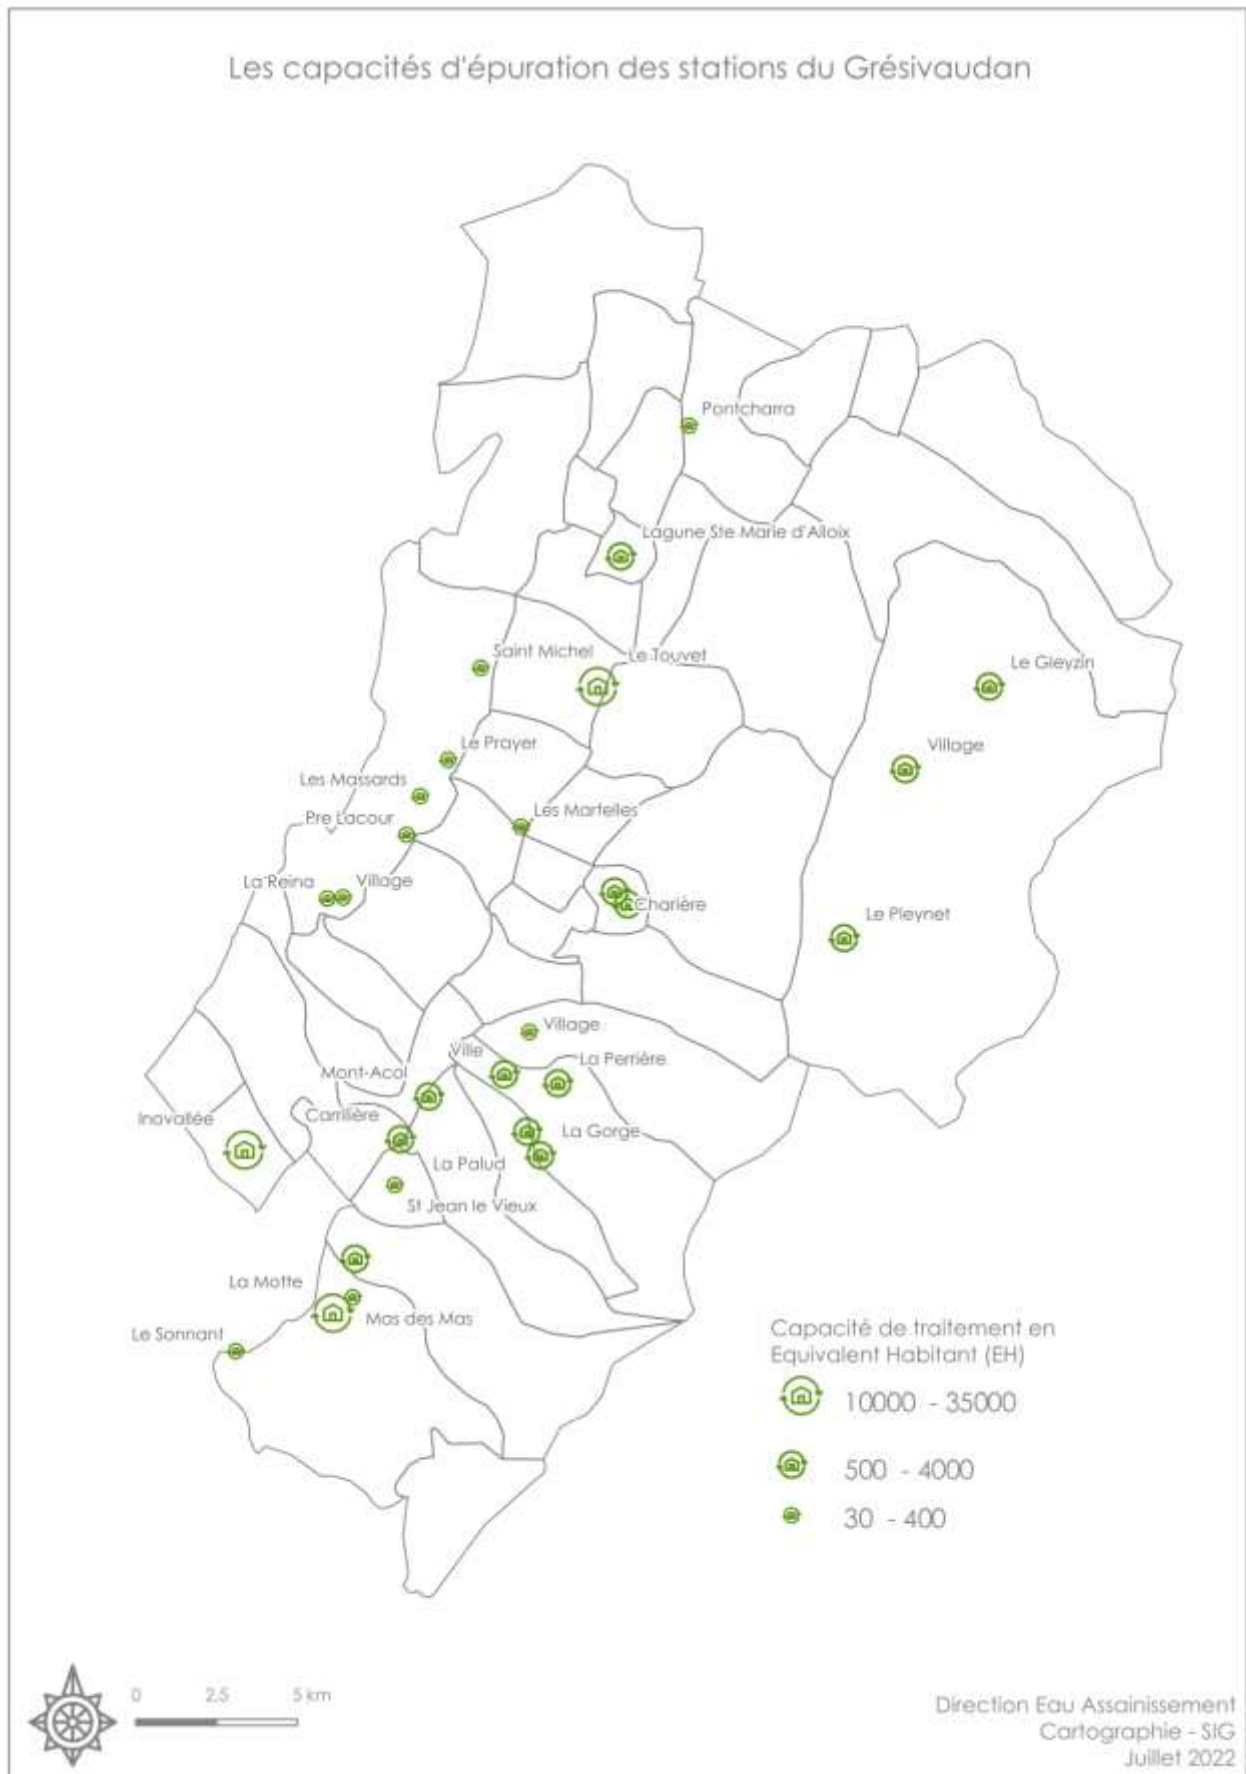 Les capacités d'épuration des stations du Grésivaudan
Pontcharra
Lagune Ste Marie d'Alloix
Saint Michel
Le Touvet
Le Gleyzin
Le Prayer
Village
Les Massards
Les Martelles
Pre Lacour
La Reina
Village
Charière
Le Pleynet
Village
Ville
La Perrière
Mont-Acol
Inovallée
Carrilière
La Gorge
La Palud
St Jean le Vieux
La Motte
Mas des Mas
Le Sonnant
Capacité de traitement en
Equivalent Habitant (EH)
10000 - 35000
500 - 4000
30 - 400
0 2.5 5 km
Direction Eau Assainissement
Cartographie - SIG
Juillet 2022